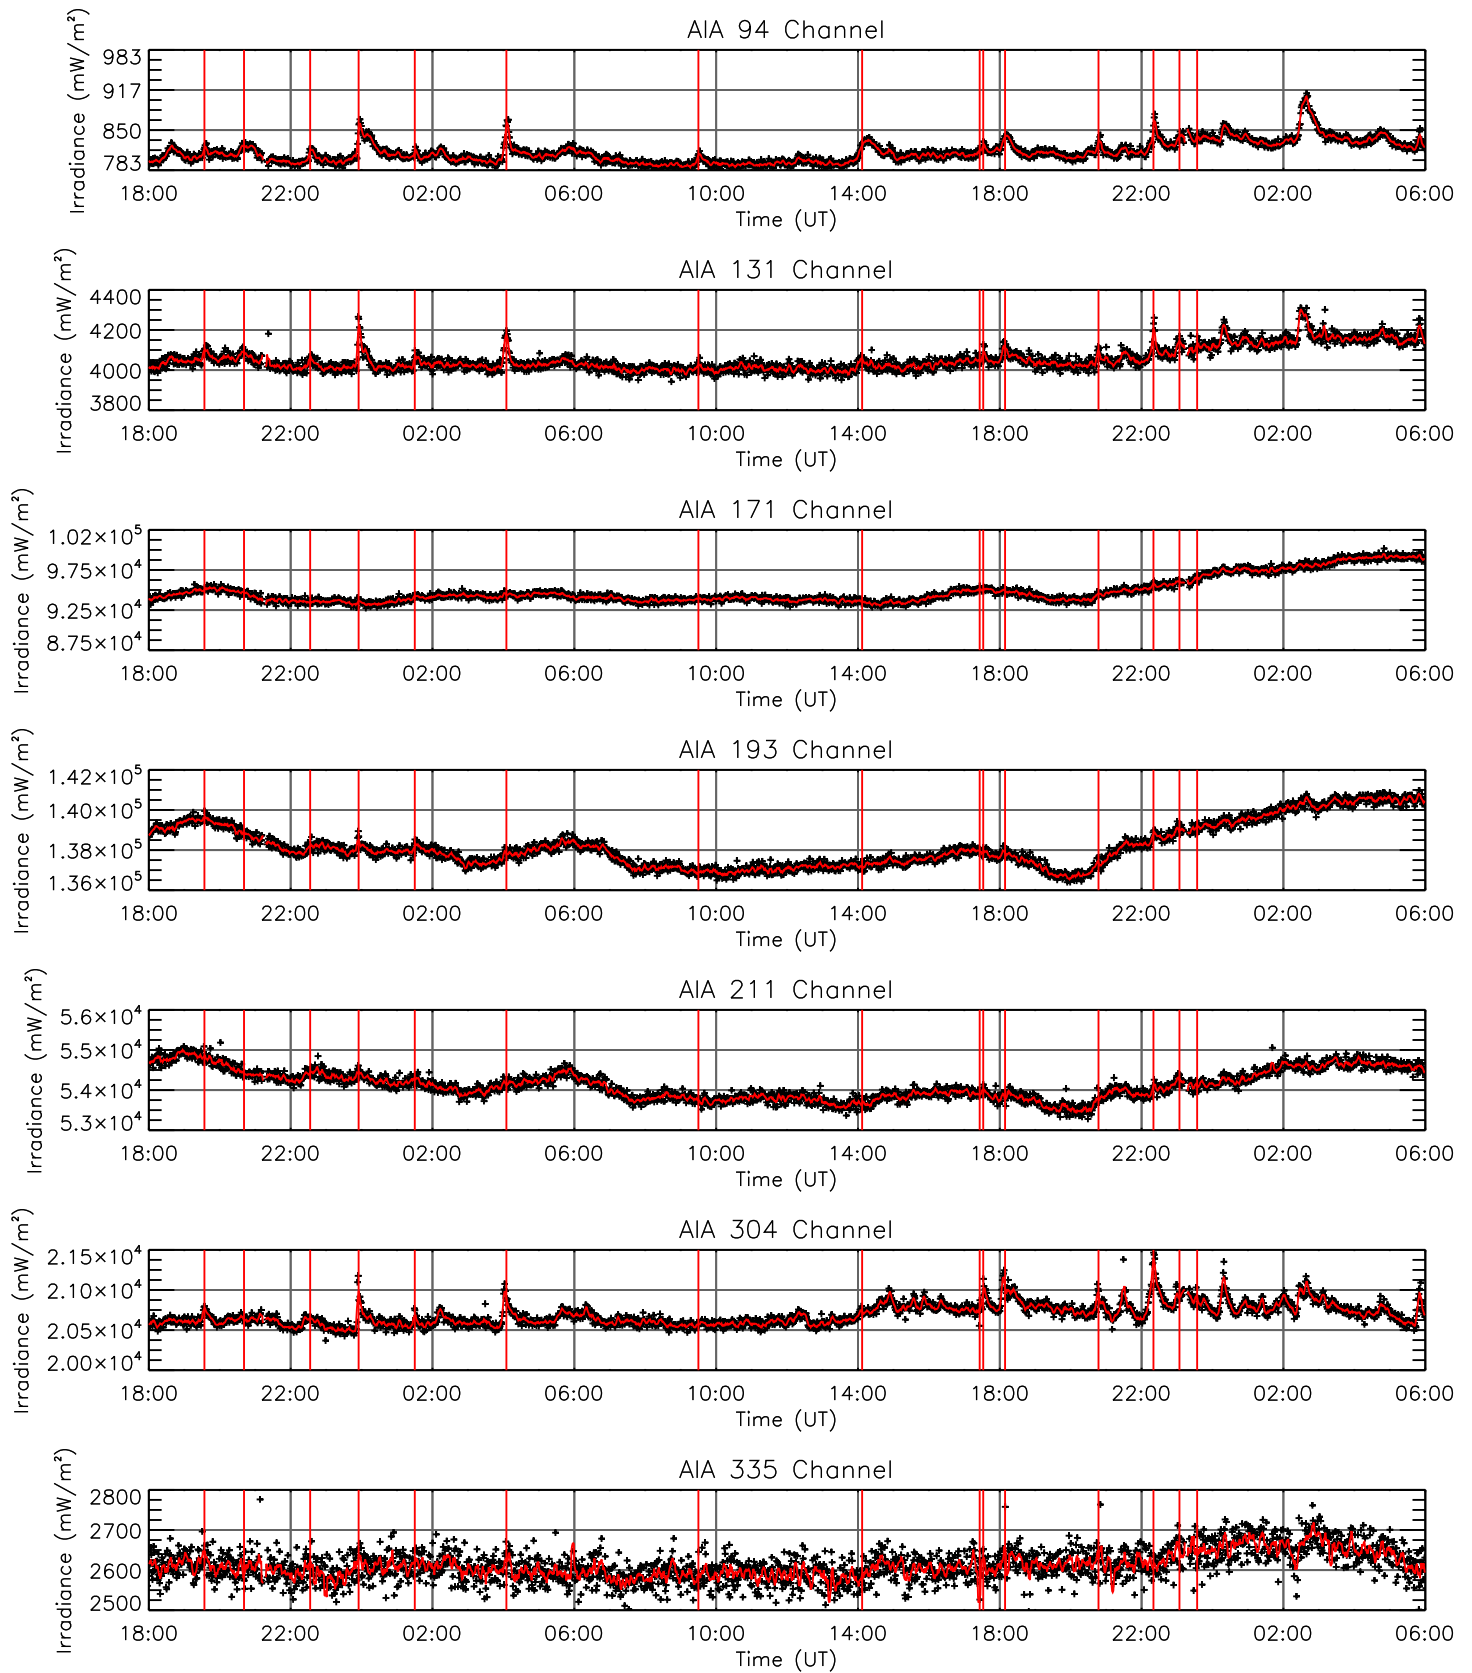 AIA 94 Channel
Irradiance (mW/m²)
983
917
850
783
18:00 22:00 02:00 06:00 10:00 14:00 18:00 22:00 02:00 06:00
Time (UT)
AIA 131 Channel
Irradiance (mW/m²)
4400
4200
4000
3800
18:00 22:00 02:00 06:00 10:00 14:00 18:00 22:00 02:00 06:00
Time (UT)
AIA 171 Channel
Irradiance (mW/m²)
1.02×10⁵
9.75×10⁴
9.25×10⁴
8.75×10⁴
18:00 22:00 02:00 06:00 10:00 14:00 18:00 22:00 02:00 06:00
Time (UT)
AIA 193 Channel
Irradiance (mW/m²)
1.42×10⁵
1.40×10⁵
1.38×10⁵
1.36×10⁵
18:00 22:00 02:00 06:00 10:00 14:00 18:00 22:00 02:00 06:00
Time (UT)
AIA 211 Channel
Irradiance (mW/m²)
5.6×10⁴
5.5×10⁴
5.4×10⁴
5.3×10⁴
18:00 22:00 02:00 06:00 10:00 14:00 18:00 22:00 02:00 06:00
Time (UT)
AIA 304 Channel
Irradiance (mW/m²)
2.15×10⁴
2.10×10⁴
2.05×10⁴
2.00×10⁴
18:00 22:00 02:00 06:00 10:00 14:00 18:00 22:00 02:00 06:00
Time (UT)
AIA 335 Channel
Irradiance (mW/m²)
2800
2700
2600
2500
18:00 22:00 02:00 06:00 10:00 14:00 18:00 22:00 02:00 06:00
Time (UT)